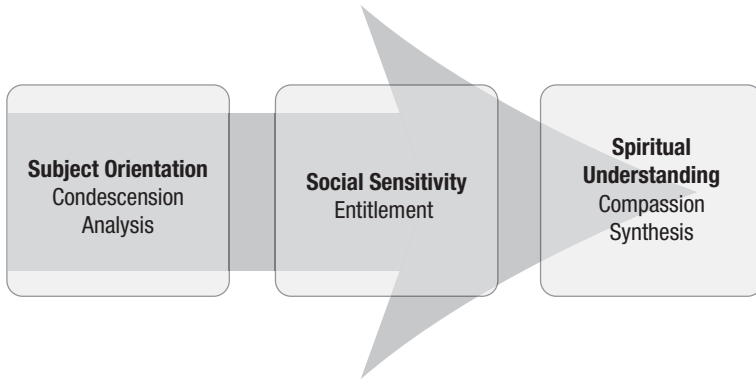 Subject Orientation
Condescension
Analysis
Social Sensitivity
Entitlement
Spiritual
Understanding
Compassion
Synthesis